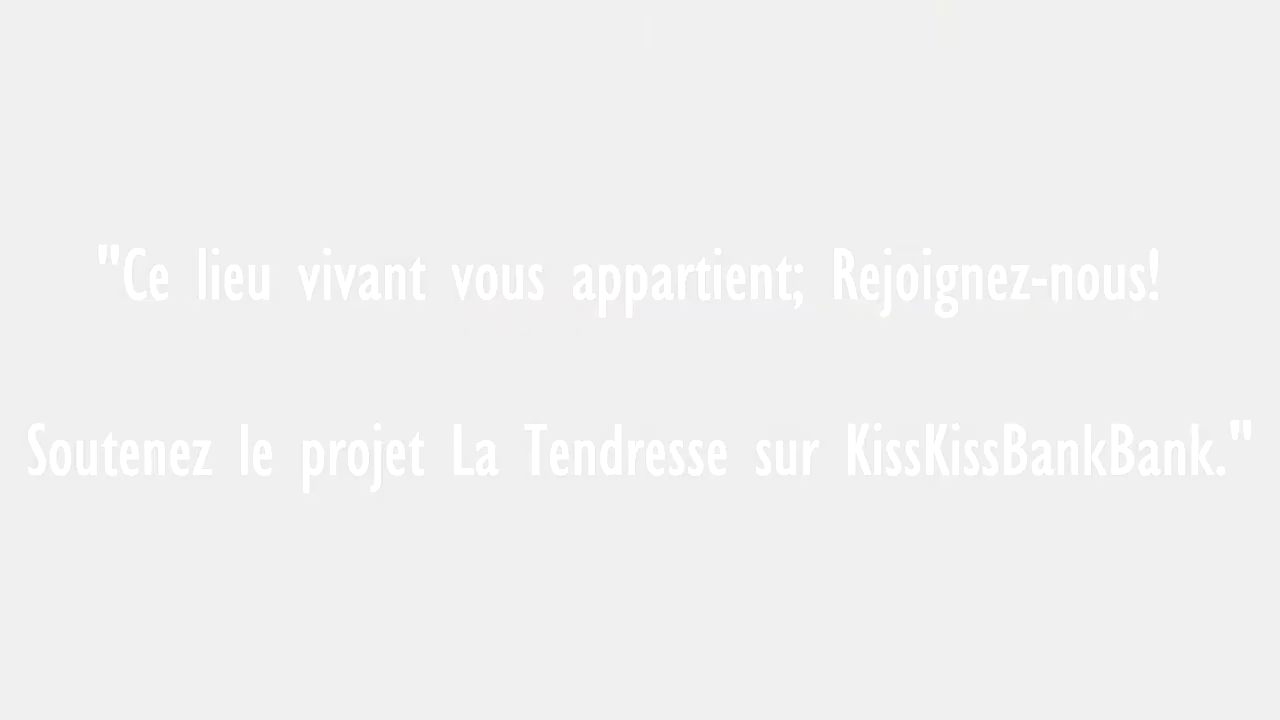 "Ce lieu vivant vous appartient; Rejoignez-nous!
Soutenez le projet La Tendresse sur KissKissBankBank."